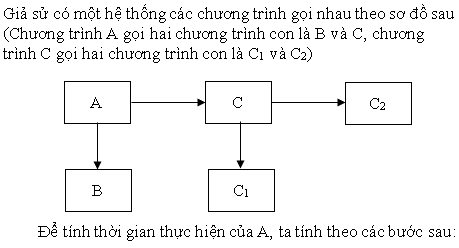 Giả sử có một hệ thống các chương trình gọi nhau theo sơ đồ sau
(Chương trình A gọi hai chương trình con là B và C, chương
trình C gọi hai chương trình con là C1 và C2)
A
C
C2
B
C1
Để tính thời gian thực hiện của A, ta tính theo các bước sau: